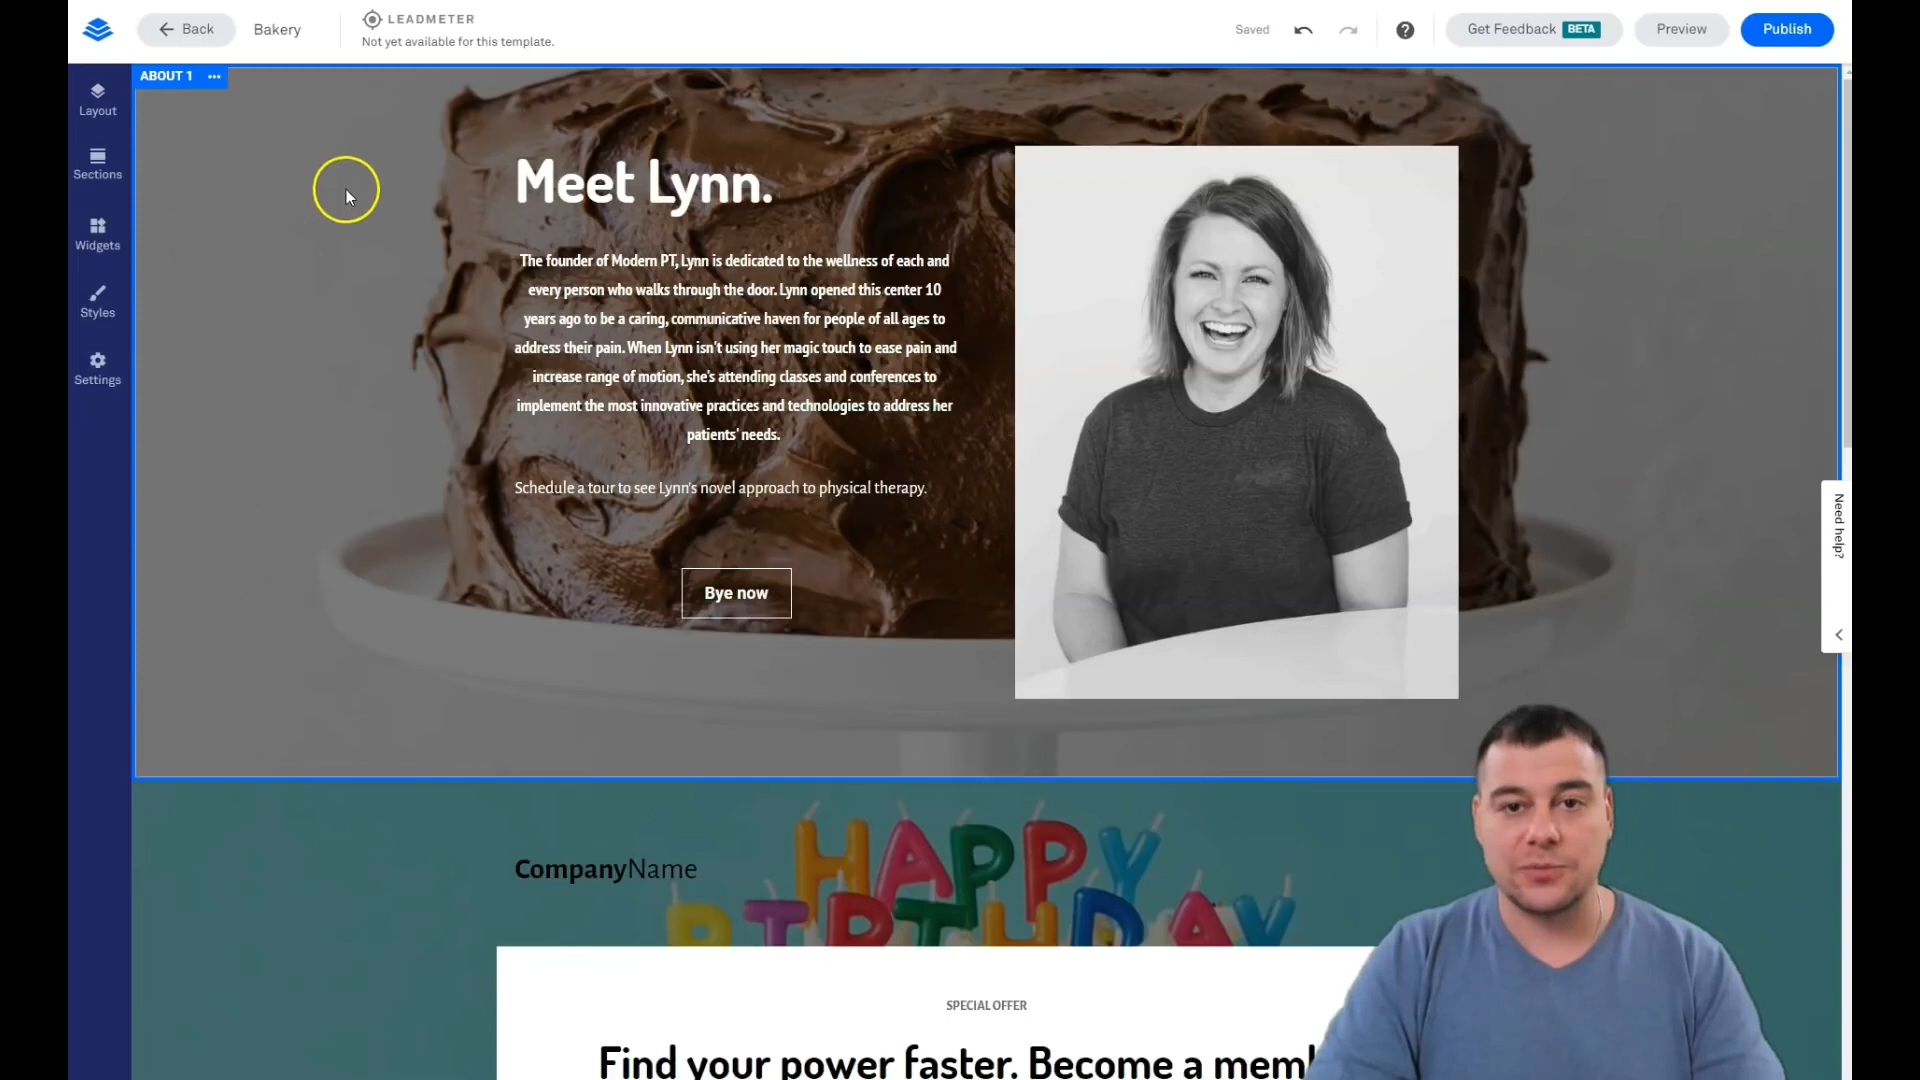 Back
Bakery
LEADMETER
Not yet available for this template.
Saved
?
Get Feedback BETA
Preview
Publish
ABOUT 1 ...
Layout
Sections
Widgets
Styles
Settings
Meet Lynn.
The founder of Modern PT, Lynn is dedicated to the wellness of each and
every person who walks through the door. Lynn opened this center 10
years ago to be a caring, communicative haven for people of all ages to
address their pain. When Lynn isn't using her magic touch to ease pain and
increase range of motion, she's attending classes and conferences to
implement the most innovative practices and technologies to address her
patients' needs.
Schedule a tour to see Lynn's novel approach to physical therapy.
Bye now
Need help?
HAPPY
BIRTHDAY
CompanyName
SPECIAL OFFER
Find your power faster. Become a mem